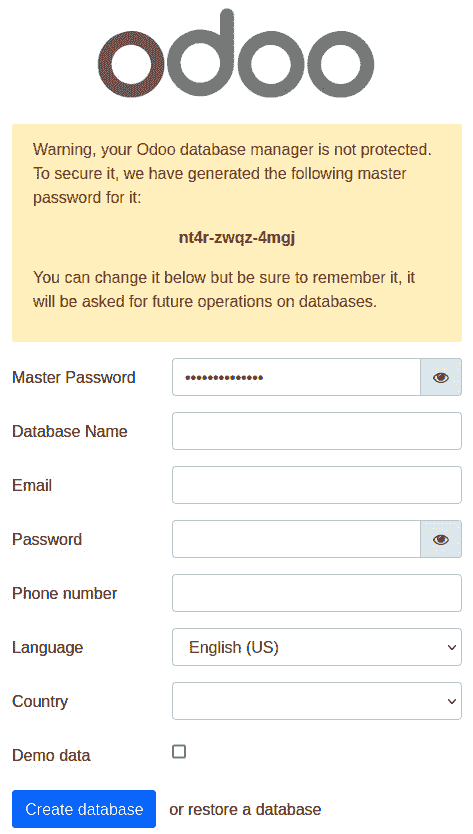 odoo
Warning, your Odoo database manager is not protected.
To secure it, we have generated the following master
password for it:
nt4r-zwqz-4mgj
You can change it below but be sure to remember it, it
will be asked for future operations on databases.
Master Password ••••••••••••••
Database Name
Email
Password
Phone number
Language English (US)
Country
Demo data
Create database or restore a database